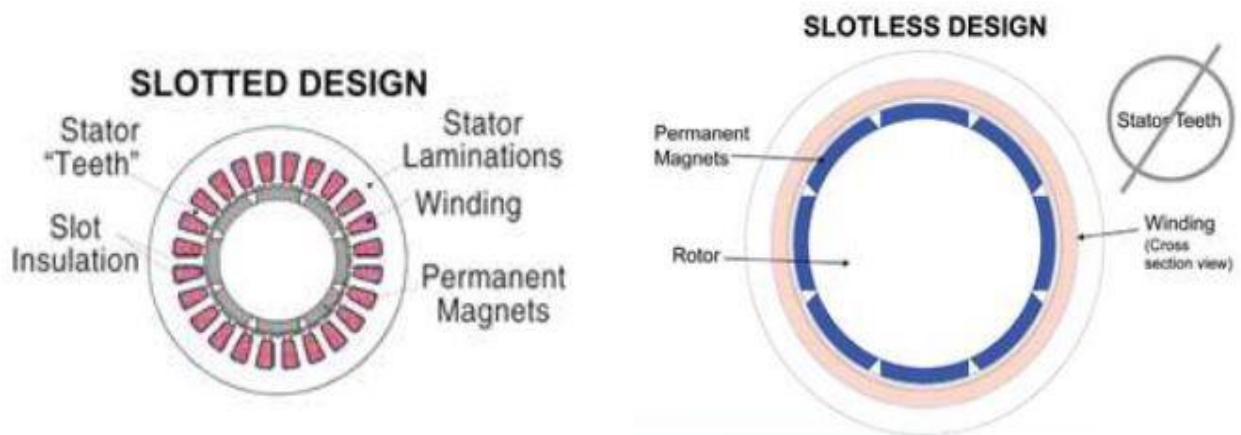 SLOTTED DESIGN
Stator
"Teeth"
Slot
Insulation
Stator
Laminations
Winding
Permanent
Magnets
SLOTLESS DESIGN
Permanent
Magnets
Rotor
Stator Teeth
Winding
(Cross
section view)